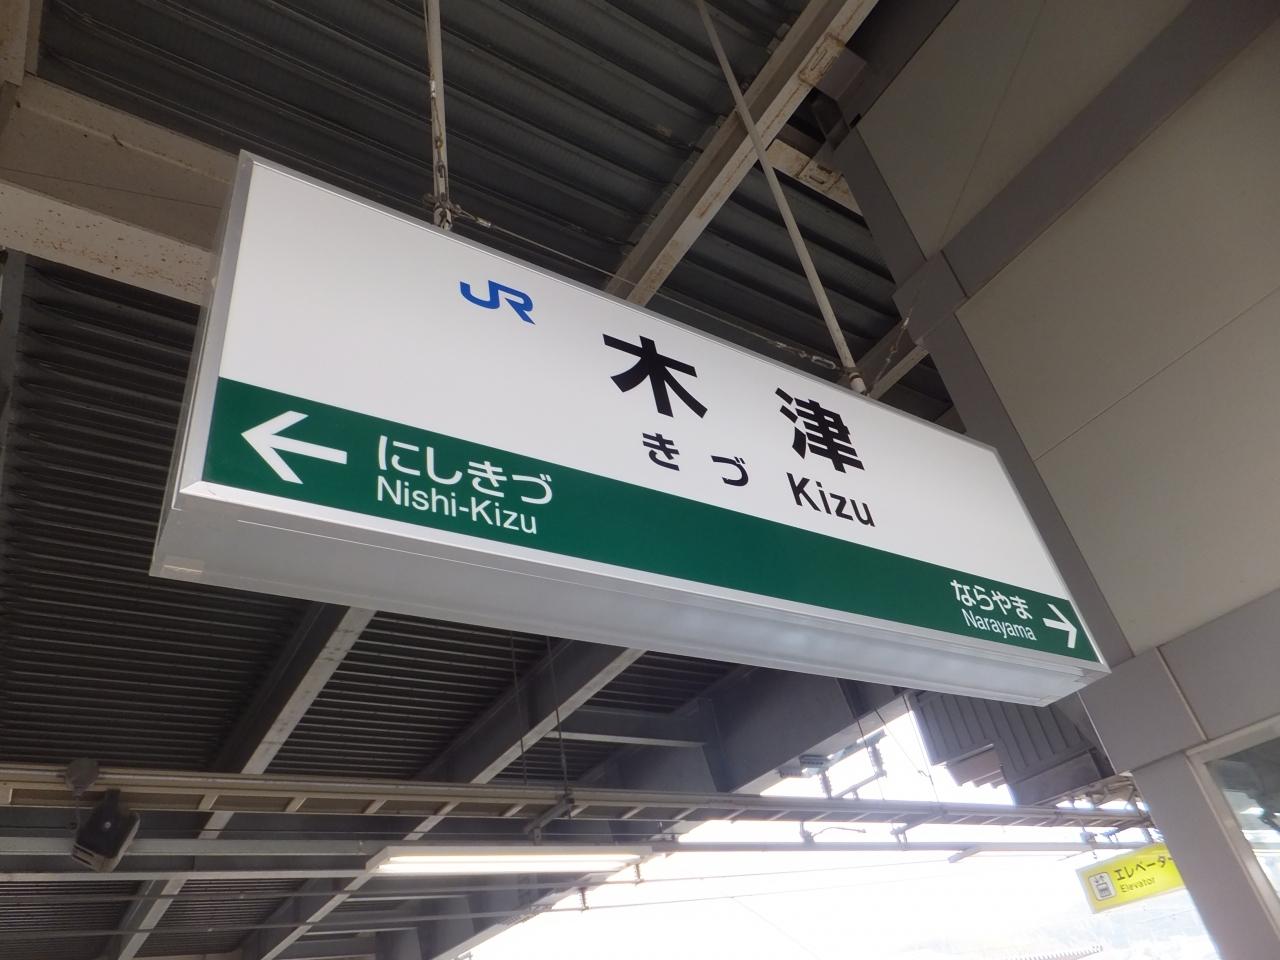 JR
木津
きづ Kizu
← にしきづ
Nishi-Kizu
ならやま →
Narayama
エレベーター
Elevator